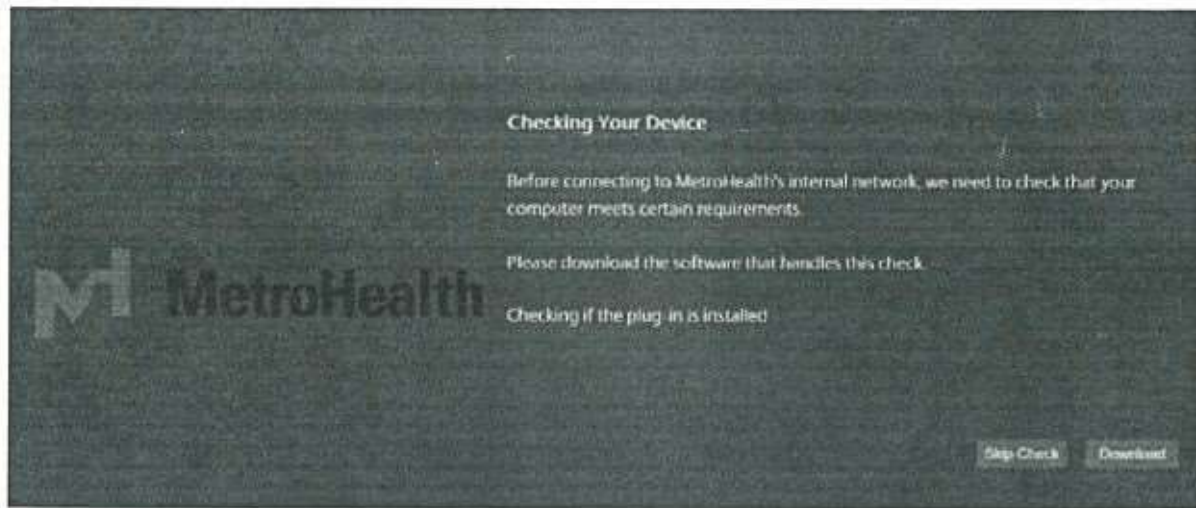 Checking Your Device
Before connecting to MetroHealth's internal network, we need to check that your
computer meets certain requirements.
Please download the software that handles this check.
MetroHealth
Checking if the plug-in is installed
Skip Check
Download